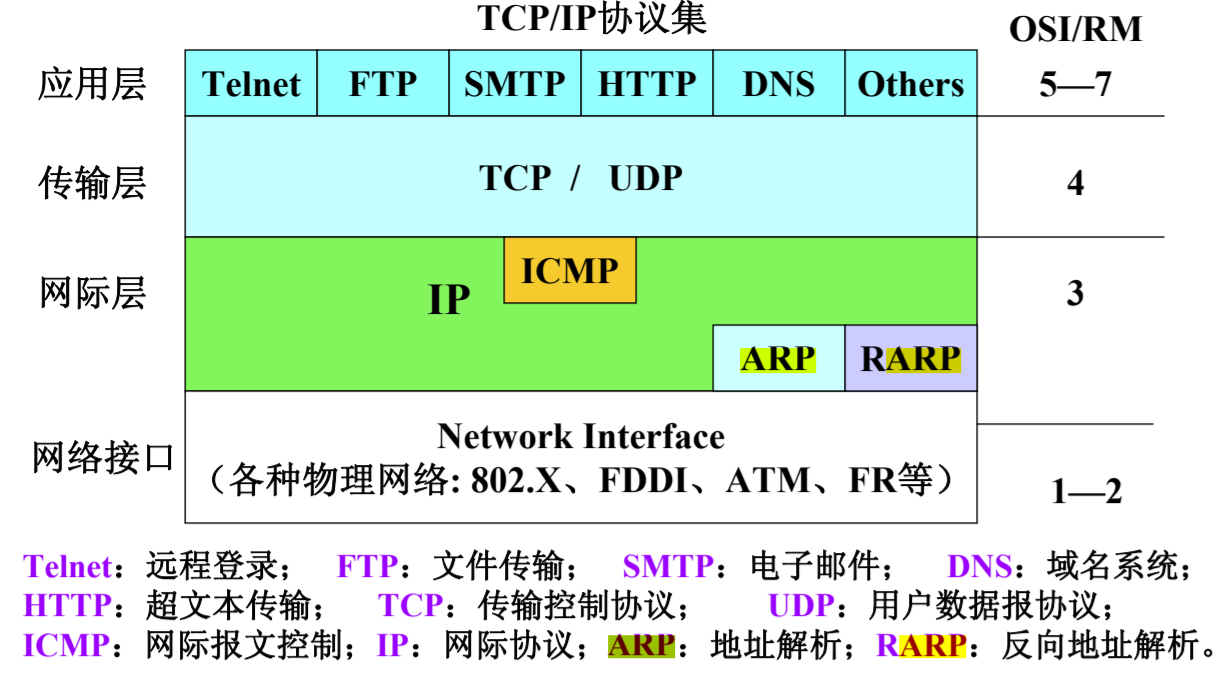 TCP/IP协议集
OSI/RM
应用层 Telnet FTP SMTP HTTP DNS Others 5—7
传输层 TCP / UDP 4
ICMP
网际层 IP 3
ARP RARP
Network Interface
网络接口 (各种物理网络: 802.X、FDDI、ATM、FR等)
1—2
Telnet：远程登录； FTP：文件传输； SMTP：电子邮件； DNS：域名系统；
HTTP：超文本传输； TCP：传输控制协议； UDP：用户数据报协议；
ICMP：网际报文控制；IP：网际协议；ARP：地址解析；RARP：反向地址解析。